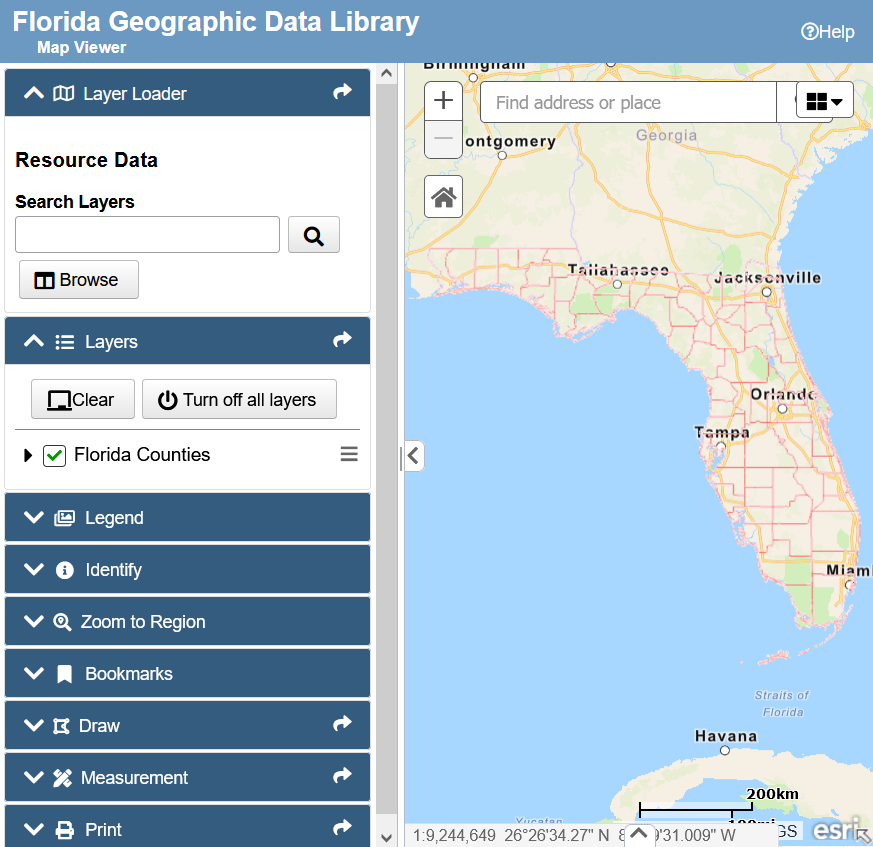 Florida Geographic Data Library
Map Viewer
Help
Layer Loader
Resource Data
Search Layers
Browse
Layers
Clear
Turn off all layers
Florida Counties
Legend
Identify
Zoom to Region
Bookmarks
Draw
Measurement
Print
Birmingham
Find address or place
ontgomery
Georgia
Tallahassee
Jacksonville
Orlando
Tampa
Miami
Straits of
Florida
Havana
200km
100mi
Yucatan
1:9,244,649 26°26'34.27" N 8 9'31.009" W
GS
esri